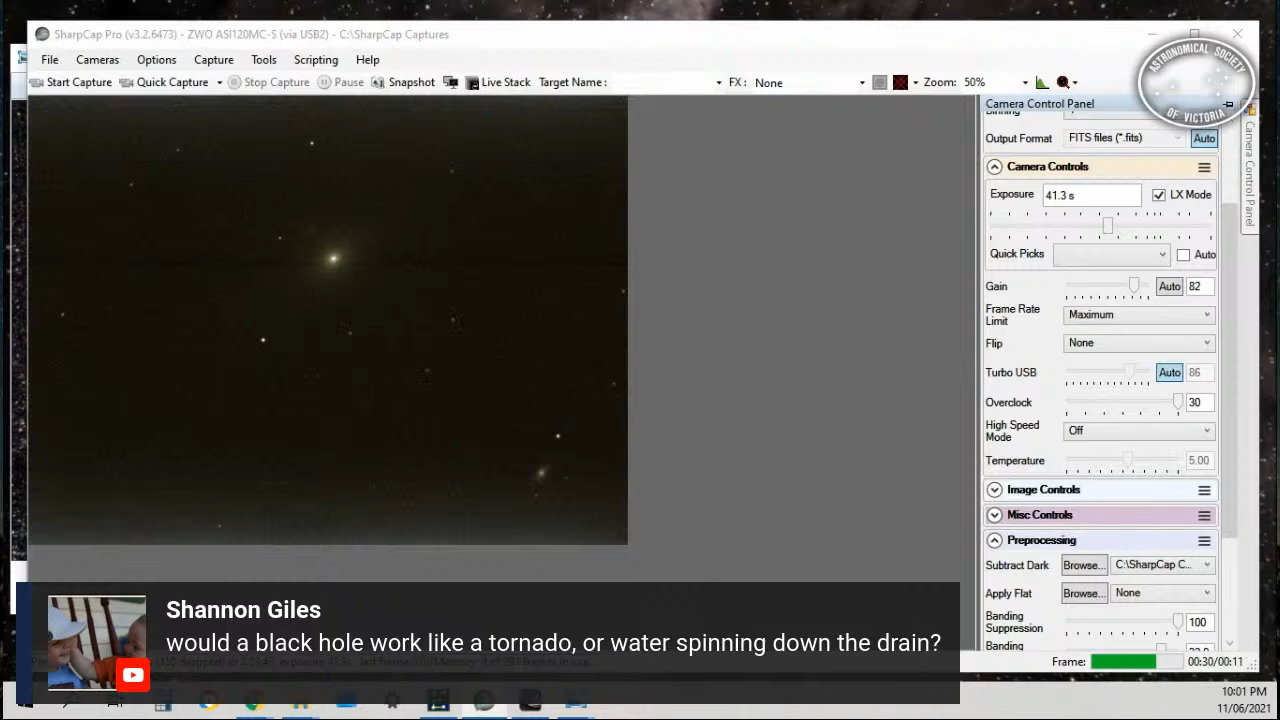 SharpCap Pro (v3.2.6473) - ZWO ASI120MC-S (via USB2) - C:\SharpCap Captures
File Cameras Options Capture Tools Scripting Help
Start Capture Quick Capture Stop Capture Pause Snapshot Live Stack Target Name : FX : None Zoom: 50%
ASTRONOMICAL SOCIETY
OF VICTORIA
Camera Control Panel
Camera Control Panel
Binning
Output Format FITS files (*.fits) Auto
Camera Controls
Exposure 41.3 s LX Mode
Quick Picks Auto
Gain Auto 82
Frame Rate
Limit Maximum
Flip None
Turbo USB Auto 86
Overclock 30
High Speed
Mode Off
Temperature 5.00
Image Controls
Misc Controls
Preprocessing
Subtract Dark Browse... C:\SharpCap C...
Apply Flat Browse... None
Banding
Suppression 100
Banding
Shannon Giles
would a black hole work like a tornado, or water spinning down the drain?
Frame: 00:30/00:11
10:01 PM
11/06/2021